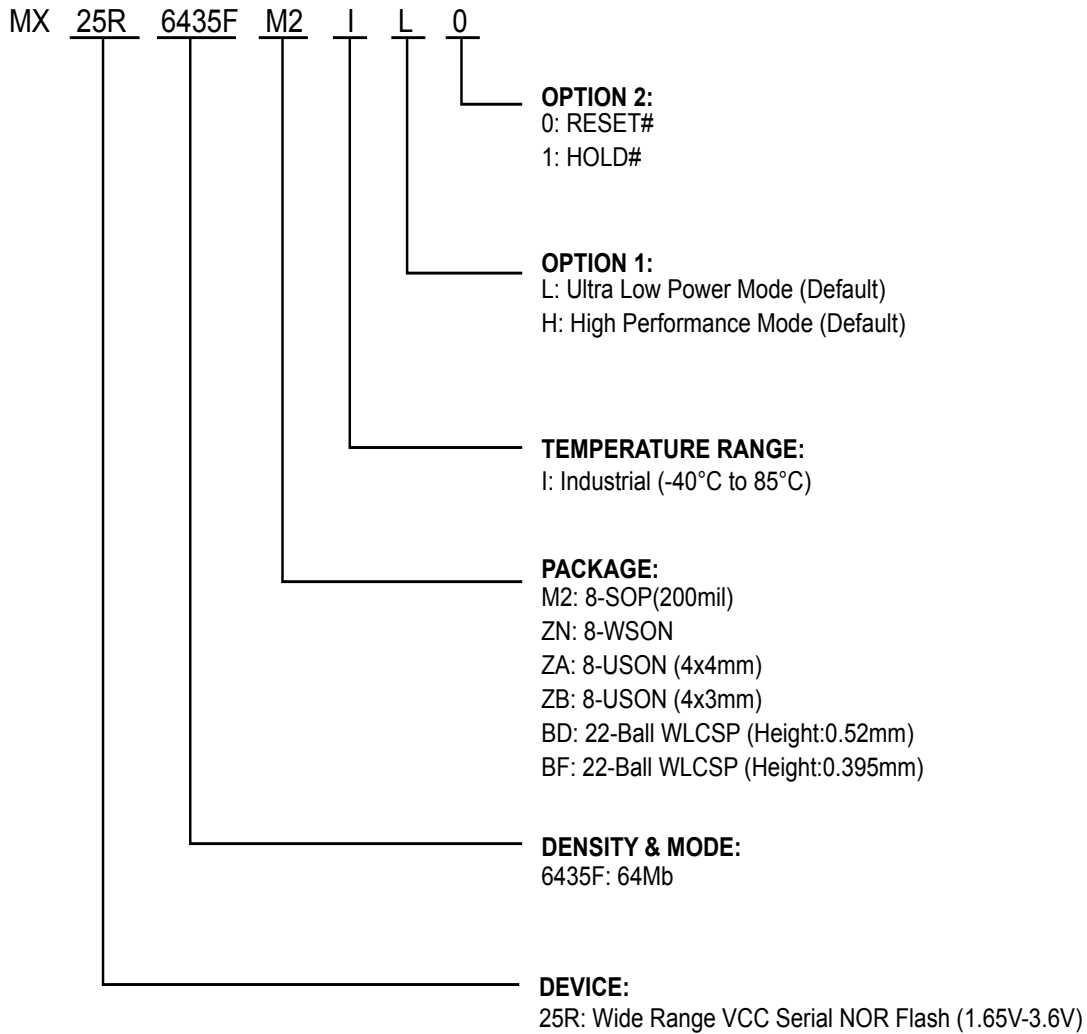 MX 25R 6435F M2 I L 0
OPTION 2:
0: RESET#
1: HOLD#
OPTION 1:
L: Ultra Low Power Mode (Default)
H: High Performance Mode (Default)
TEMPERATURE RANGE:
I: Industrial (-40°C to 85°C)
PACKAGE:
M2: 8-SOP(200mil)
ZN: 8-WSON
ZA: 8-USON (4x4mm)
ZB: 8-USON (4x3mm)
BD: 22-Ball WLCSP (Height:0.52mm)
BF: 22-Ball WLCSP (Height:0.395mm)
DENSITY & MODE:
6435F: 64Mb
DEVICE:
25R: Wide Range VCC Serial NOR Flash (1.65V-3.6V)